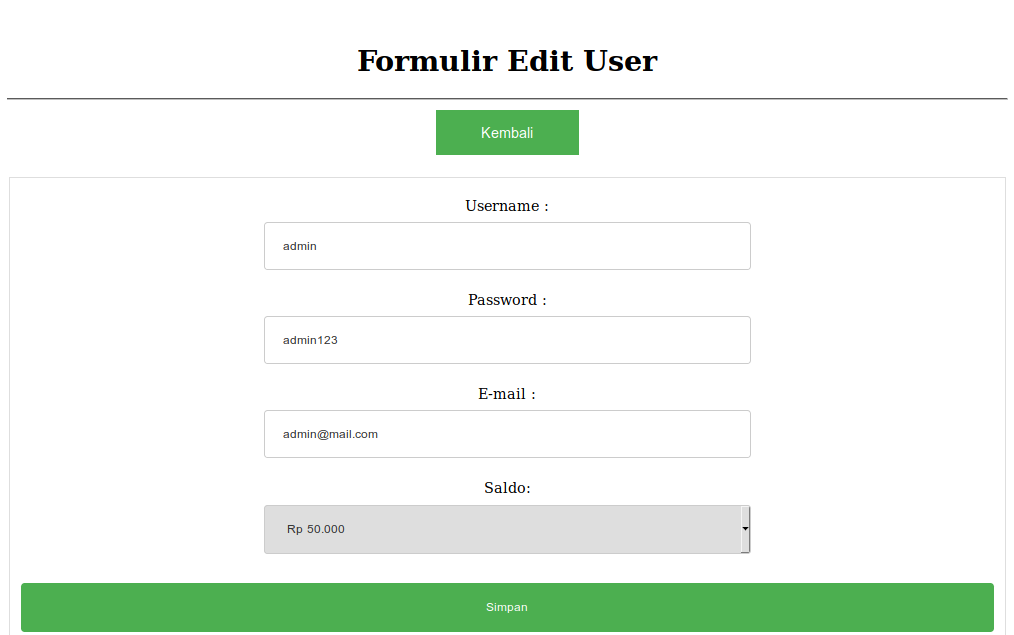 Formulir Edit User
Kembali
Username :
admin
Password :
admin123
E-mail :
admin@mail.com
Saldo:
Rp 50.000
Simpan